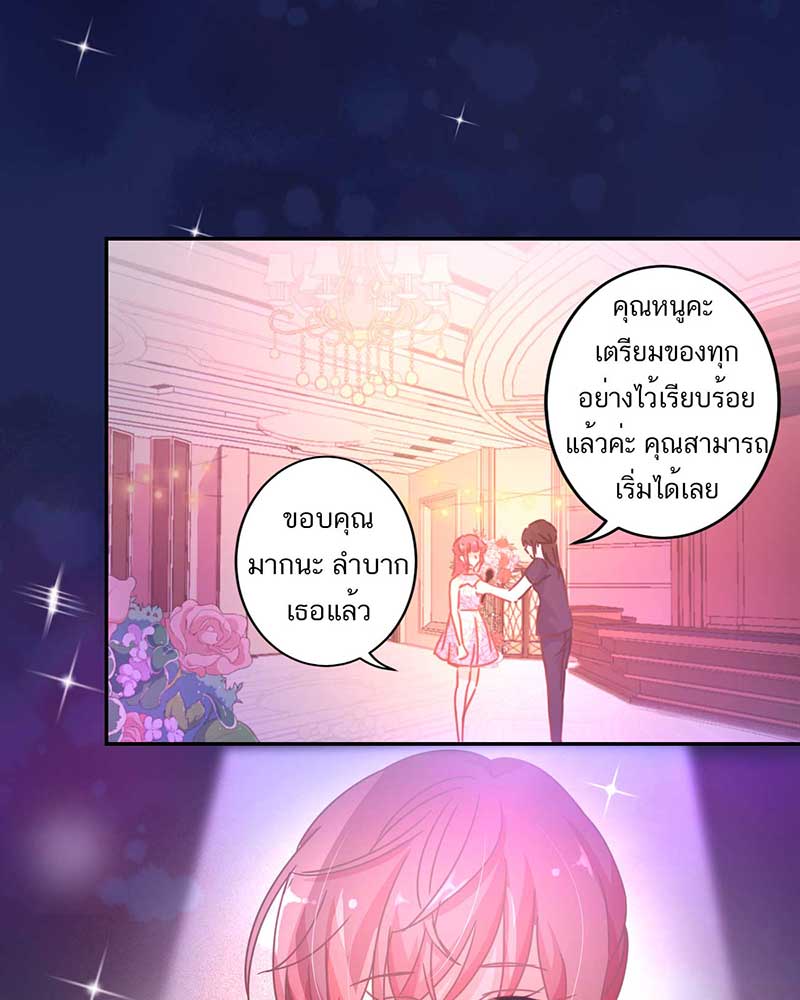 คุณหนูคะ
เตรียมของทุก
อย่างไว้เรียบร้อย
แล้วค่ะ คุณสามารถ
เริ่มได้เลย
ขอบคุณ
มากนะ ลำบาก
เธอแล้ว